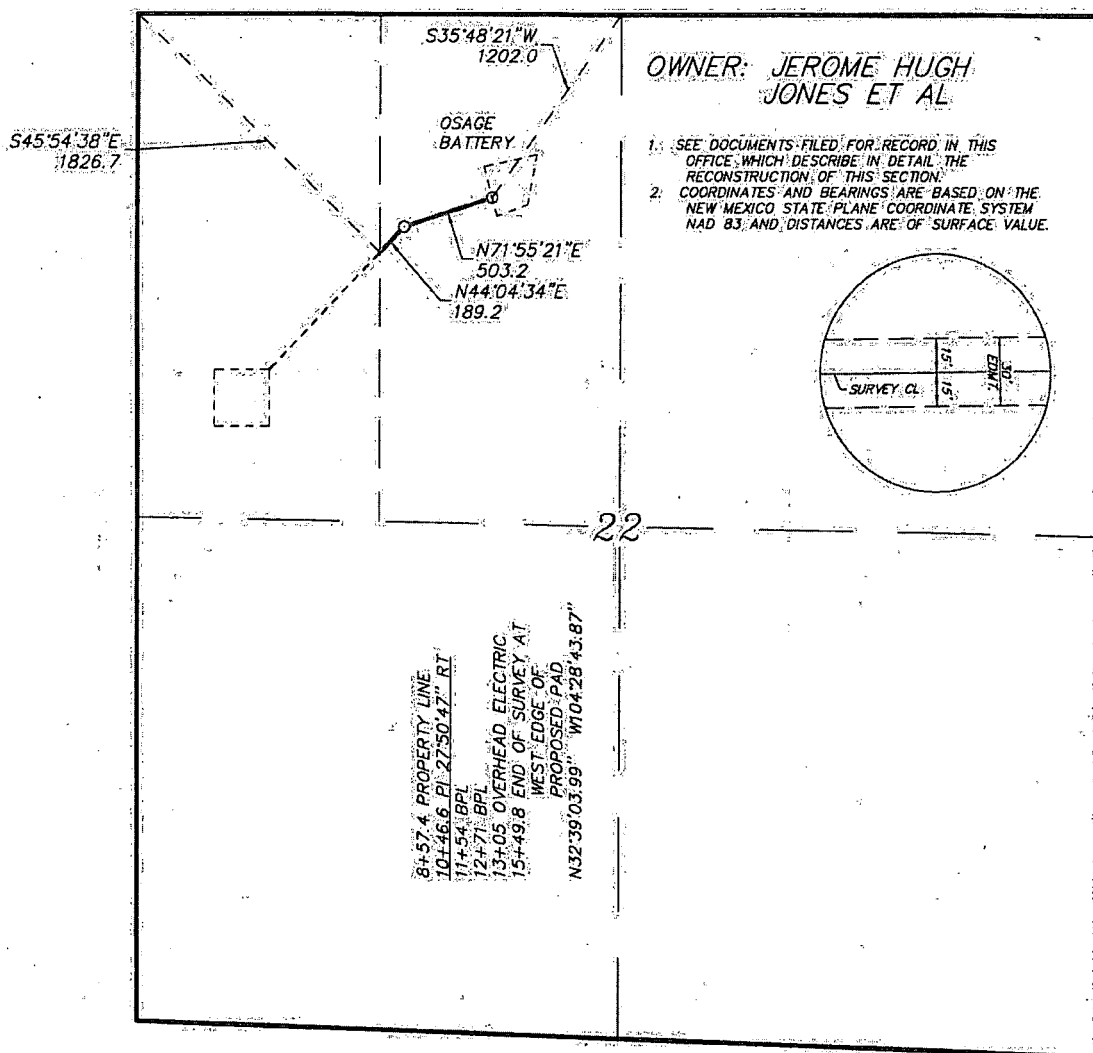 S35°48'21"W
1202.0
OWNER: JEROME HUGH
JONES ET AL
S45°54'38"E
1826.7
OSAGE
BATTERY
1. SEE DOCUMENTS FILED FOR RECORD IN THIS
OFFICE WHICH DESCRIBE IN DETAIL THE
RECONSTRUCTION OF THIS SECTION.
2. COORDINATES AND BEARINGS ARE BASED ON THE
NEW MEXICO STATE PLANE COORDINATE SYSTEM
NAD 83 AND DISTANCES ARE OF SURFACE VALUE.
N71°55'21"E
503.2
N44°04'34"E
189.2
15' 15'
30'
EDMT.
SURVEY CL
22
8+57.4 PROPERTY LINE
10+46.6 PI 27°50'47" RT
11+54 BPL
12+71 BPL
13+05 OVERHEAD ELECTRIC
15+49.8 END OF SURVEY AT
WEST EDGE OF
PROPOSED PAD
N32°39'03.99" W104°28'43.87"